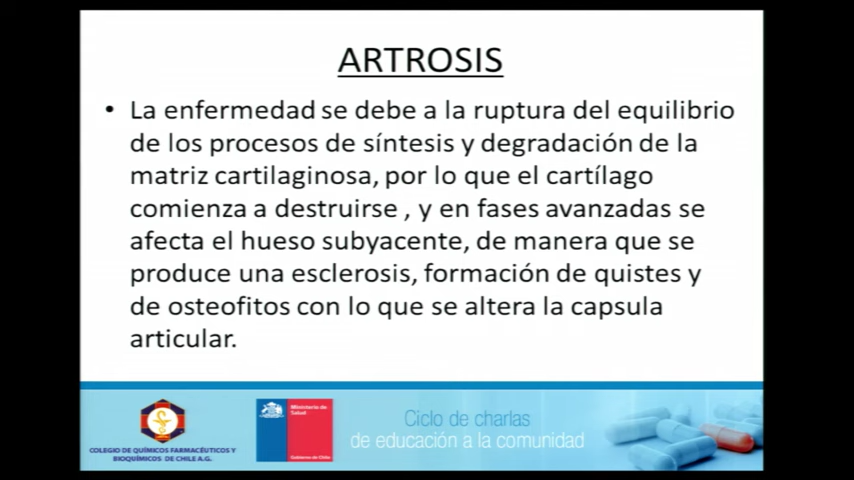 ARTROSIS
• La enfermedad se debe a la ruptura del equilibrio
de los procesos de síntesis y degradación de la
matriz cartilaginosa, por lo que el cartílago
comienza a destruirse , y en fases avanzadas se
afecta el hueso subyacente, de manera que se
produce una esclerosis, formación de quistes y
de osteofitos con lo que se altera la capsula
articular.
COLEGIO DE QUÍMICOS FARMACÉUTICOS Y
BIOQUÍMICOS DE CHILE A.G.
Ministerio de
Salud
Gobierno de Chile
Ciclo de charlas
de educación a la comunidad